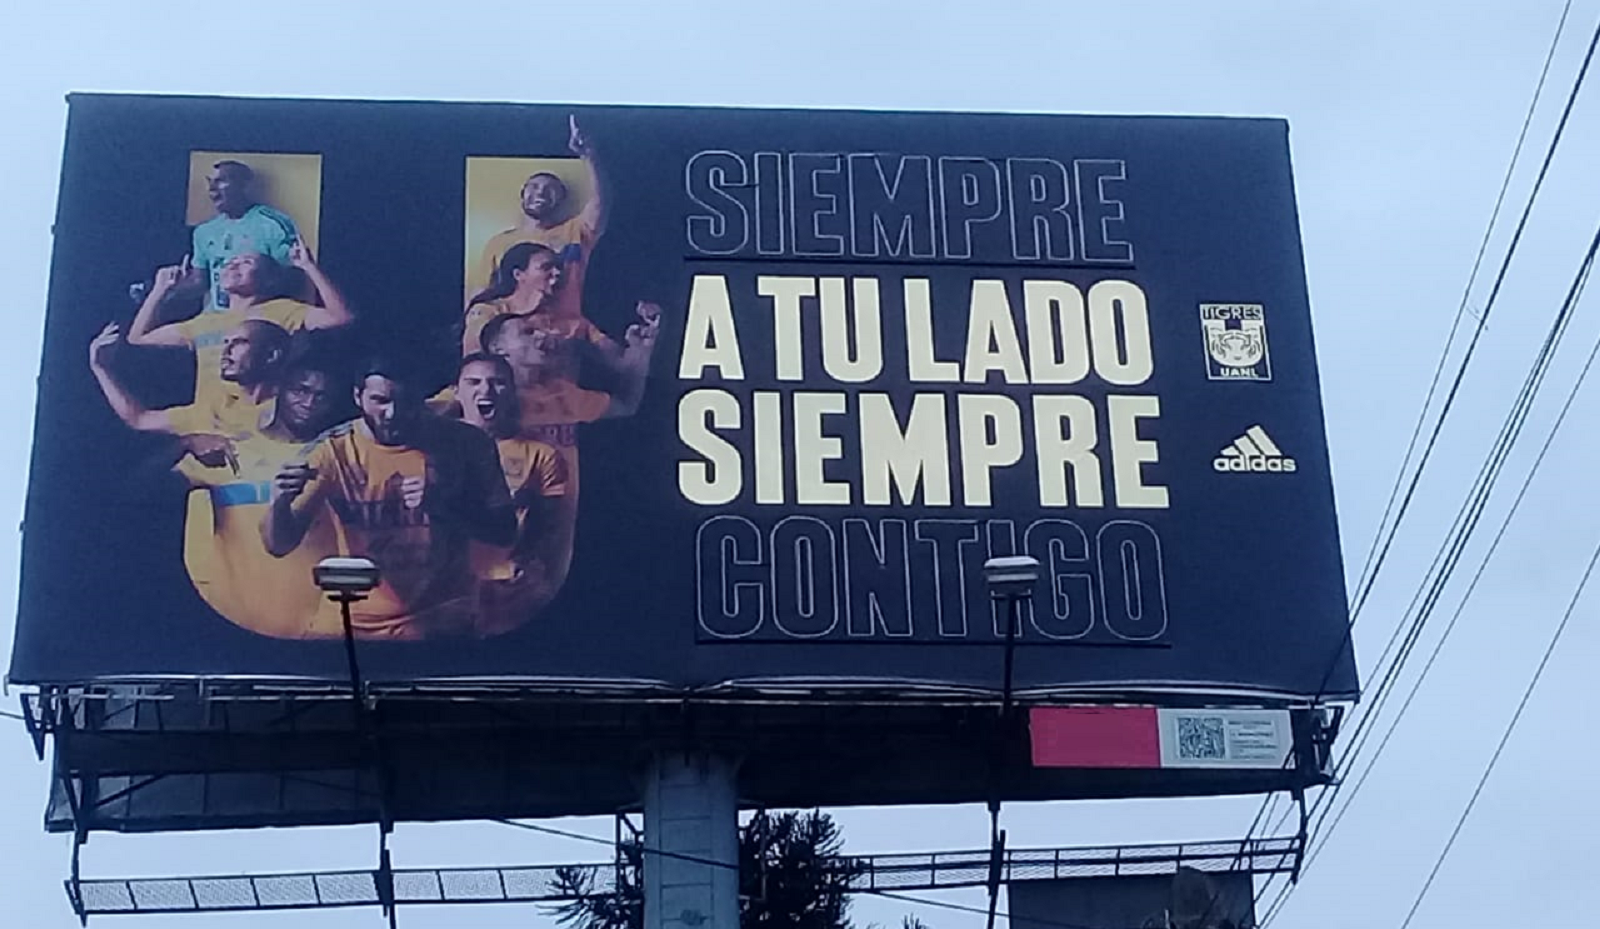 SIEMPRE
A TU LADO
SIEMPRE
CONTIGO
TIGRES
UANL
adidas